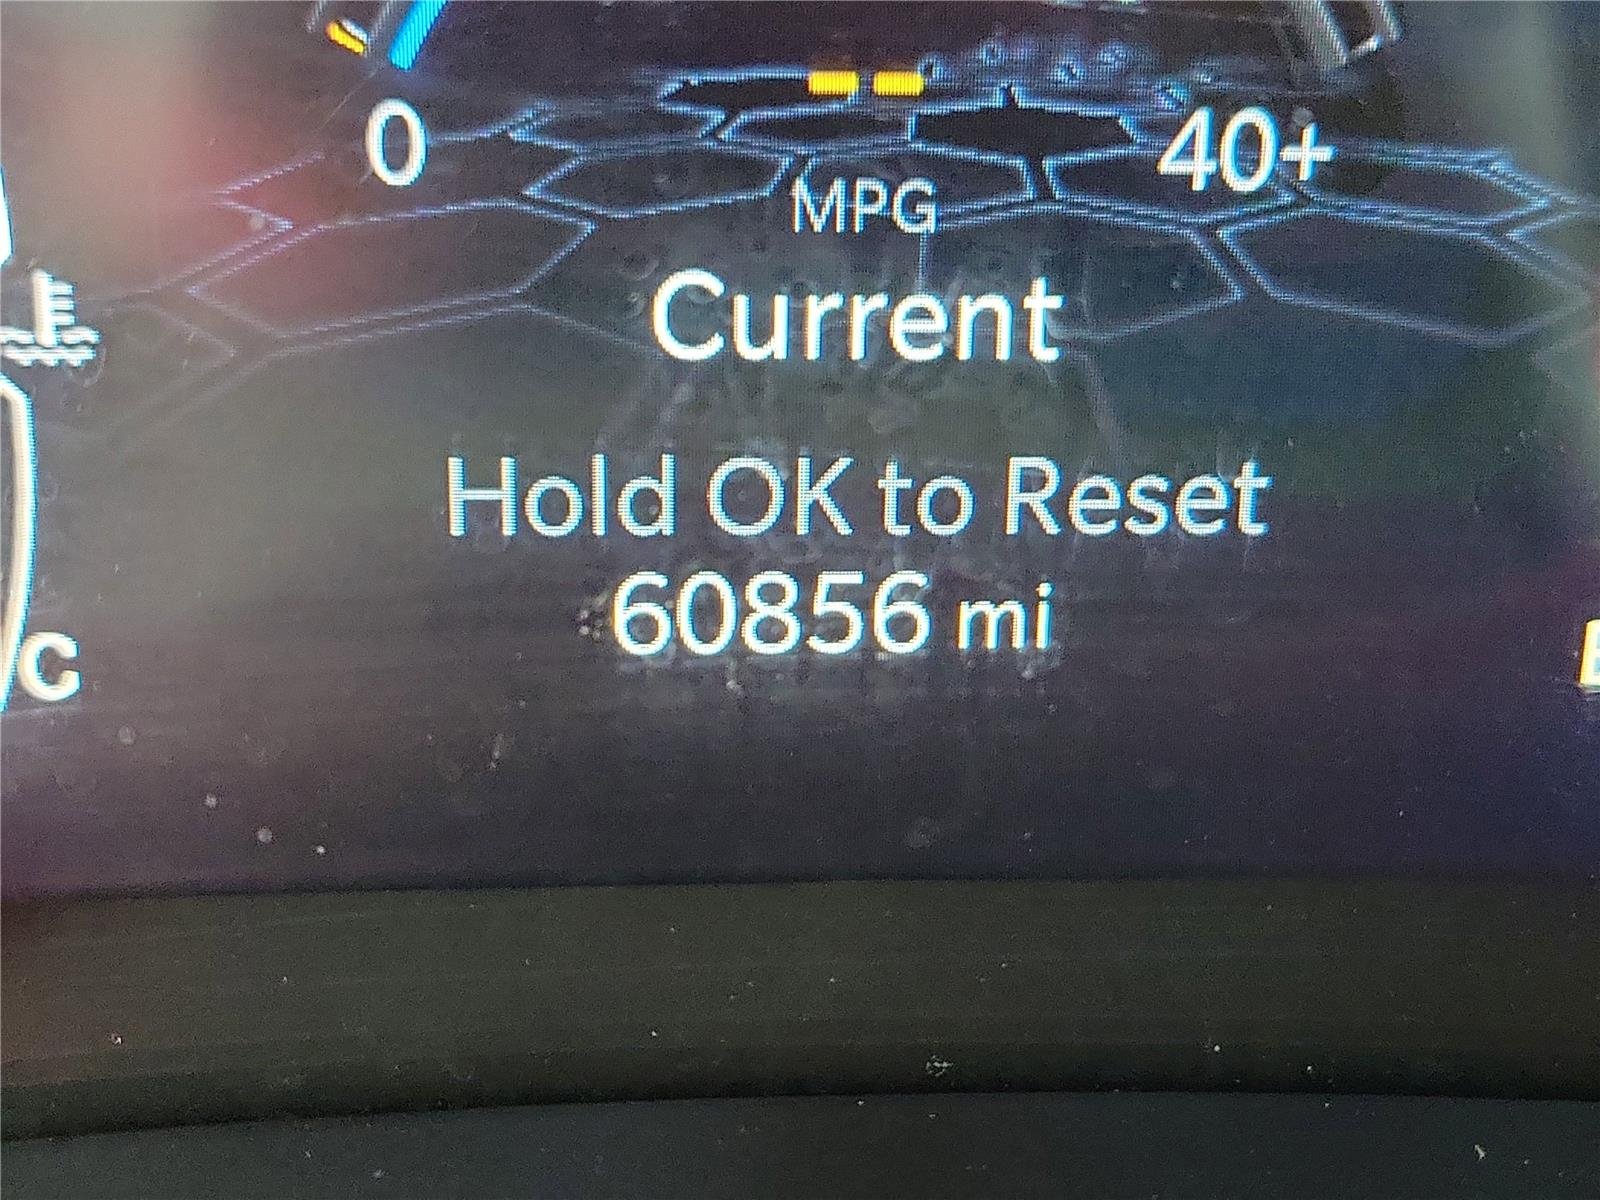 0 40+
MPG
Current
Hold OK to Reset
60856 mi
C